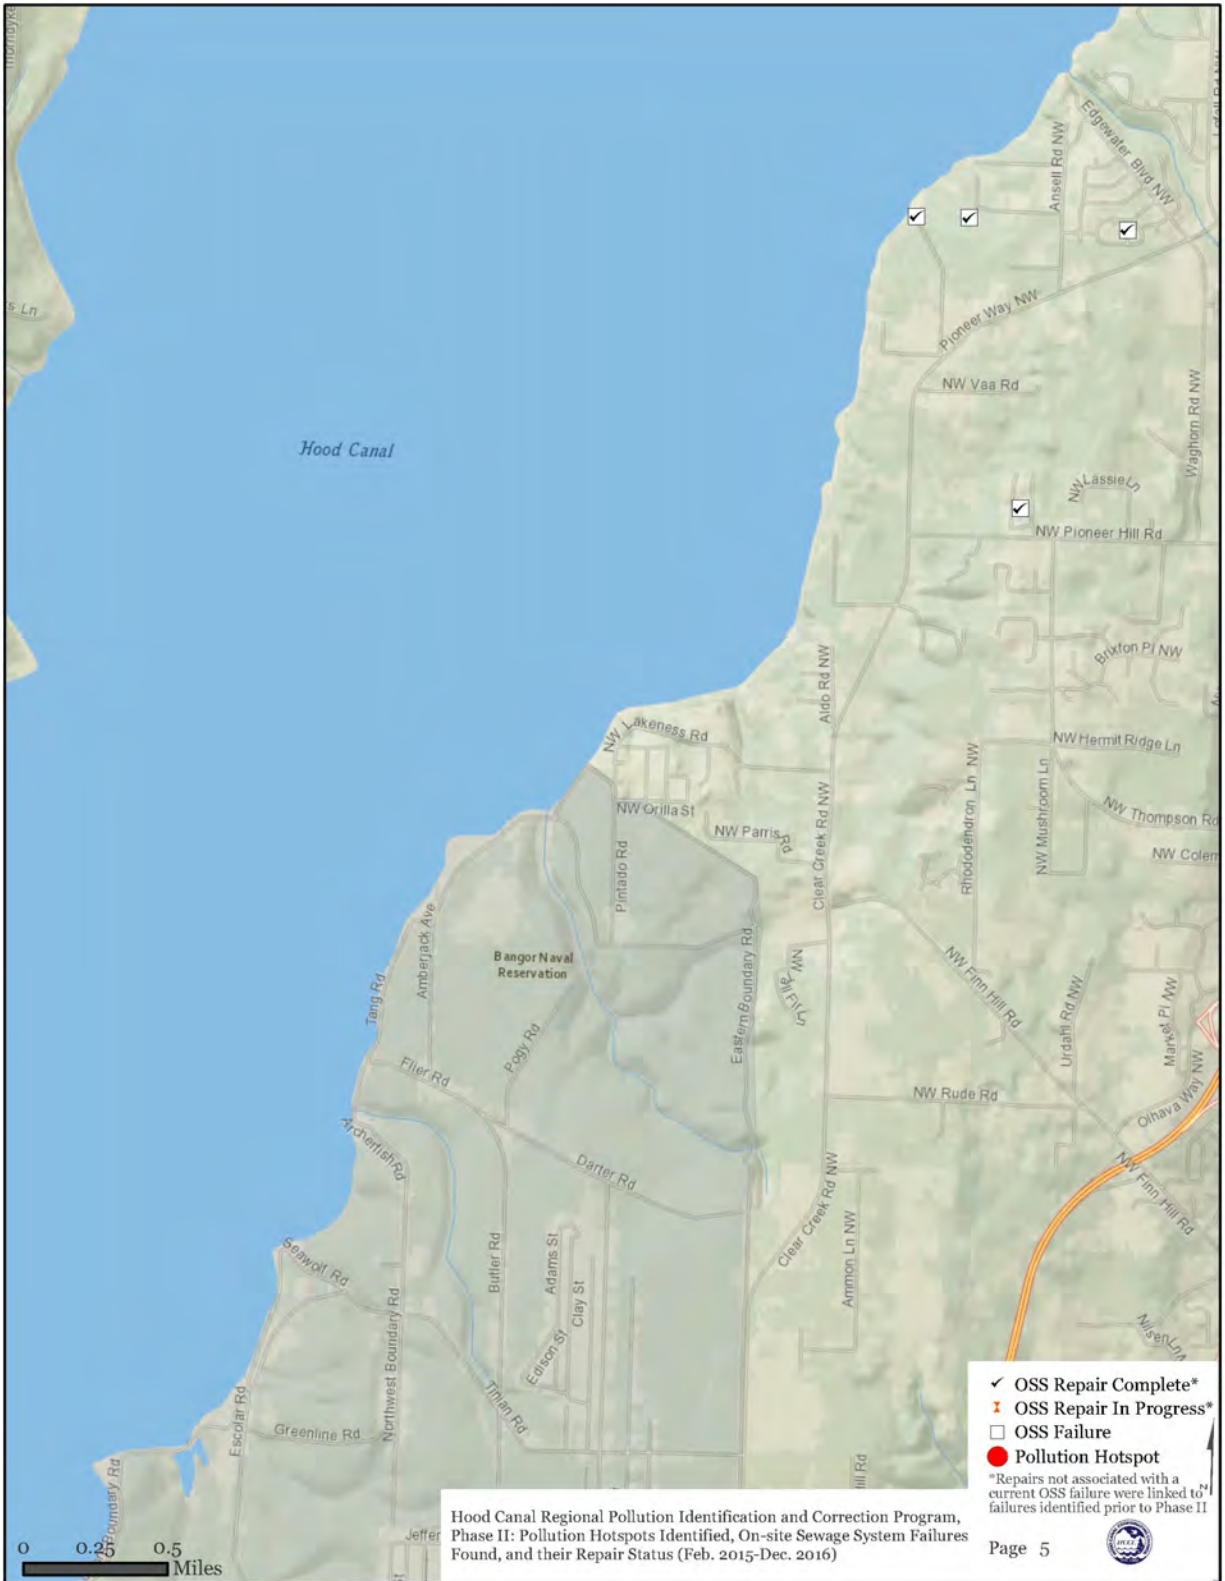 Thorndyke
Edgewater Blvd NW
Ansell Rd NW
Pioneer Way NW
NW Vaa Rd
Waghorn Rd NW
s Ln
Hood Canal
NW Lassie Ln
NW Pioneer Hill Rd
Brixton Pl NW
Aldo Rd NW
NW Lakeness Rd
NW Hermit Ridge Ln
Rhododendron Ln NW
NW Mushroom Ln
NW Orilla St
NW Parris Rd
NW Thompson Rd
NW Colem
Clear Creek Rd NW
Pintado Rd
Amberjack Ave
Bangor Naval
Reservation
Eastern Boundary Rd
NW Finn Hill Rd
Tang Rd
Pogy Rd
Urdahl Rd NW
Market Pl NW
Flier Rd
NW Rude Rd
Olhava Way NW
Archerfish Rd
Darter Rd
NW Finn Hill Rd
Clear Creek Rd NW
Ammon Ln NW
Seawolf Rd
Butler Rd
Adams St
Clay St
Northwest Boundary Rd
Edison St
Tinian Rd
Escolar Rd
Greenline Rd
Boundary Rd
Jeffer
St
OSS Repair Complete*
OSS Repair In Progress*
OSS Failure
Pollution Hotspot
*Repairs not associated with a
current OSS failure were linked to
failures identified prior to Phase II
Hood Canal Regional Pollution Identification and Correction Program,
Phase II: Pollution Hotspots Identified, On-site Sewage System Failures
Found, and their Repair Status (Feb. 2015-Dec. 2016)
Page 5
0 0.25 0.5
Miles